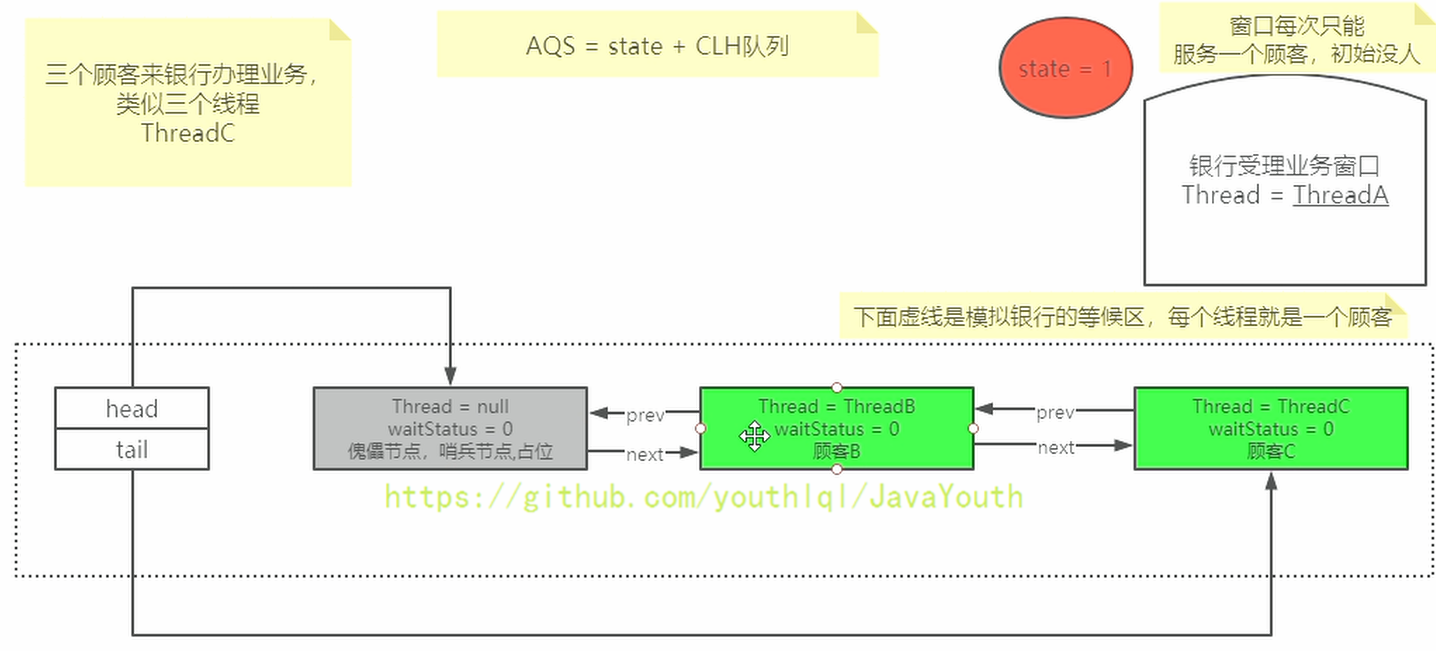 三个顾客来银行办理业务，
类似三个线程
ThreadC
AQS = state + CLH队列
state = 1
窗口每次只能
服务一个顾客，初始没人
银行受理业务窗口
Thread = ThreadA
下面虚线是模拟银行的等候区，每个线程就是一个顾客
head
tail
Thread = null
waitStatus = 0
傀儡节点，哨兵节点,占位
prev
next
Thread = ThreadB
waitStatus = 0
顾客B
prev
next
Thread = ThreadC
waitStatus = 0
顾客C
https://github.com/youthlql/JavaYouth